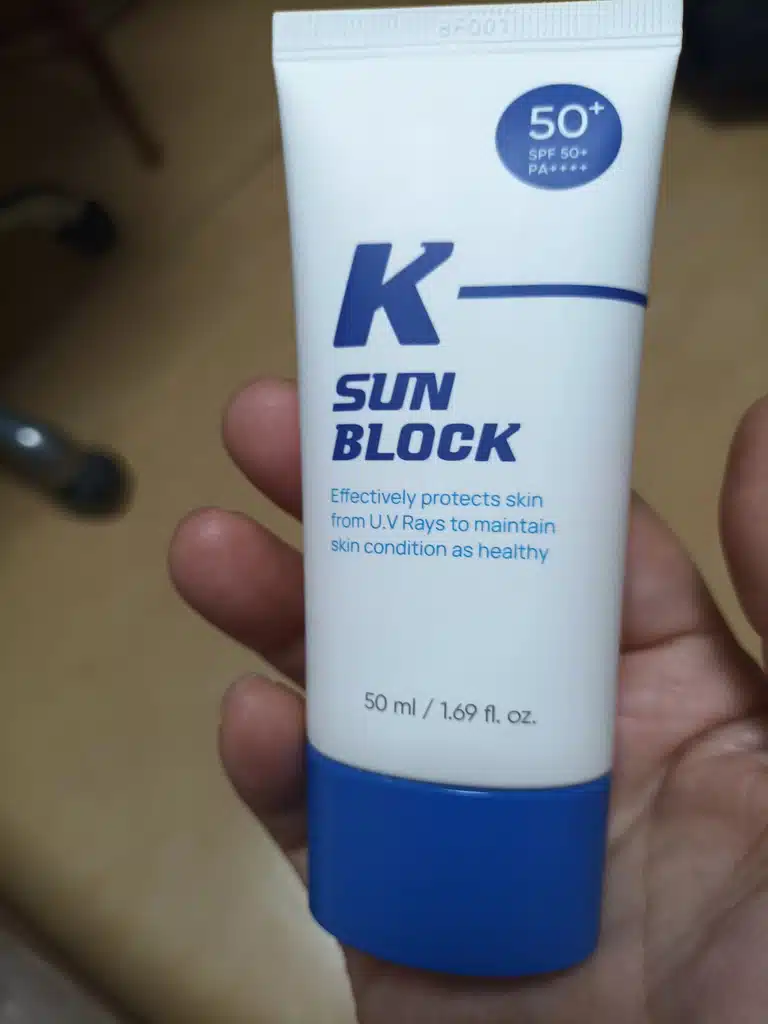 50+
SPF 50+
PA++++
K
SUN
BLOCK
Effectively protects skin
from U.V Rays to maintain
skin condition as healthy
50 ml / 1.69 fl. oz.